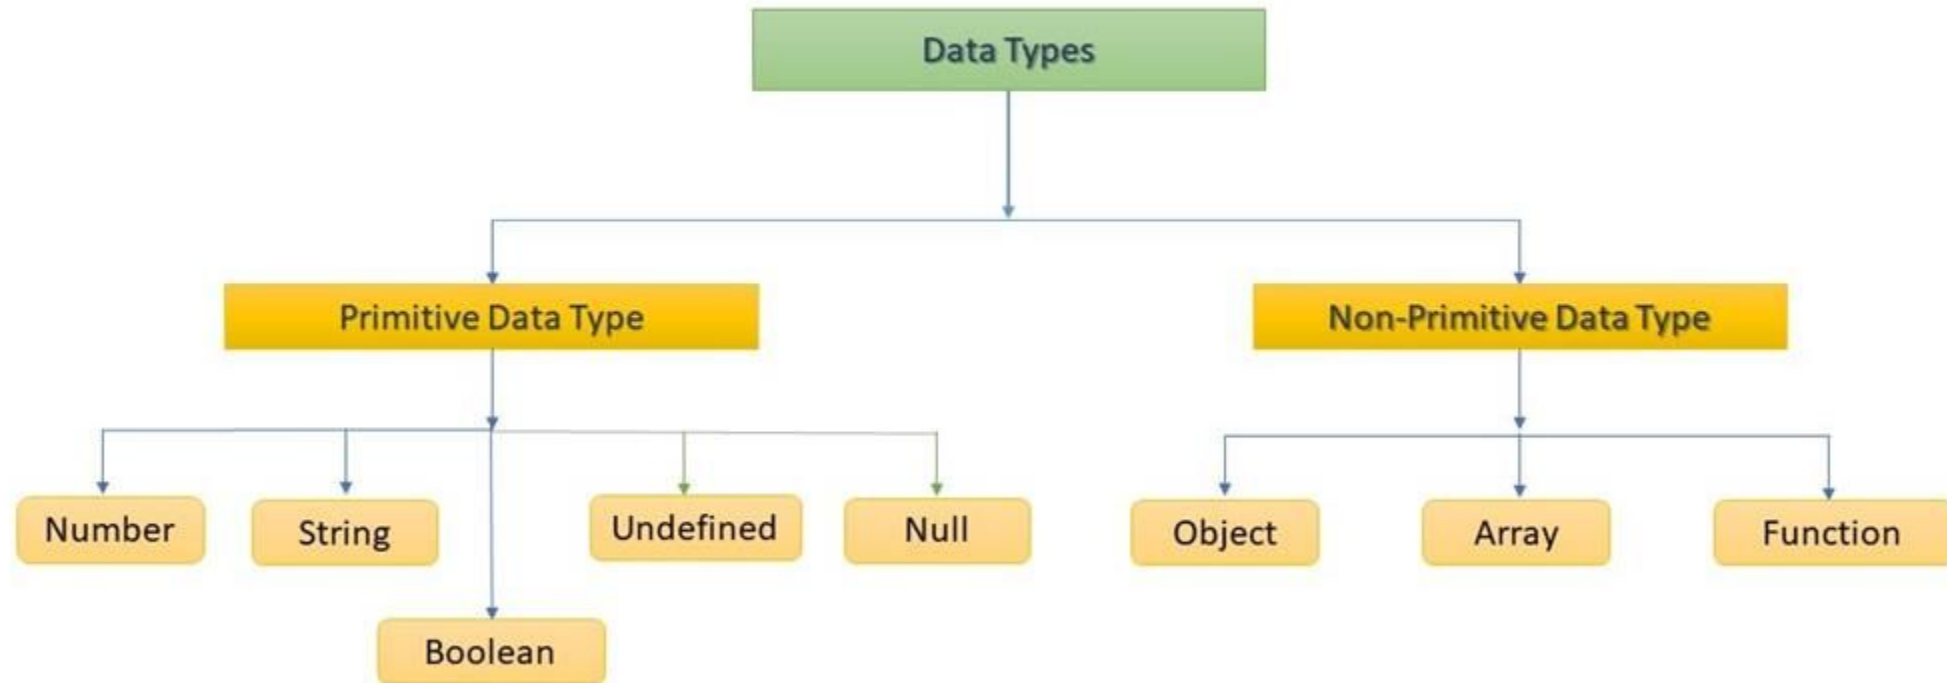 Data Types
Primitive Data Type
Non-Primitive Data Type
Number
String
Undefined
Null
Object
Array
Function
Boolean